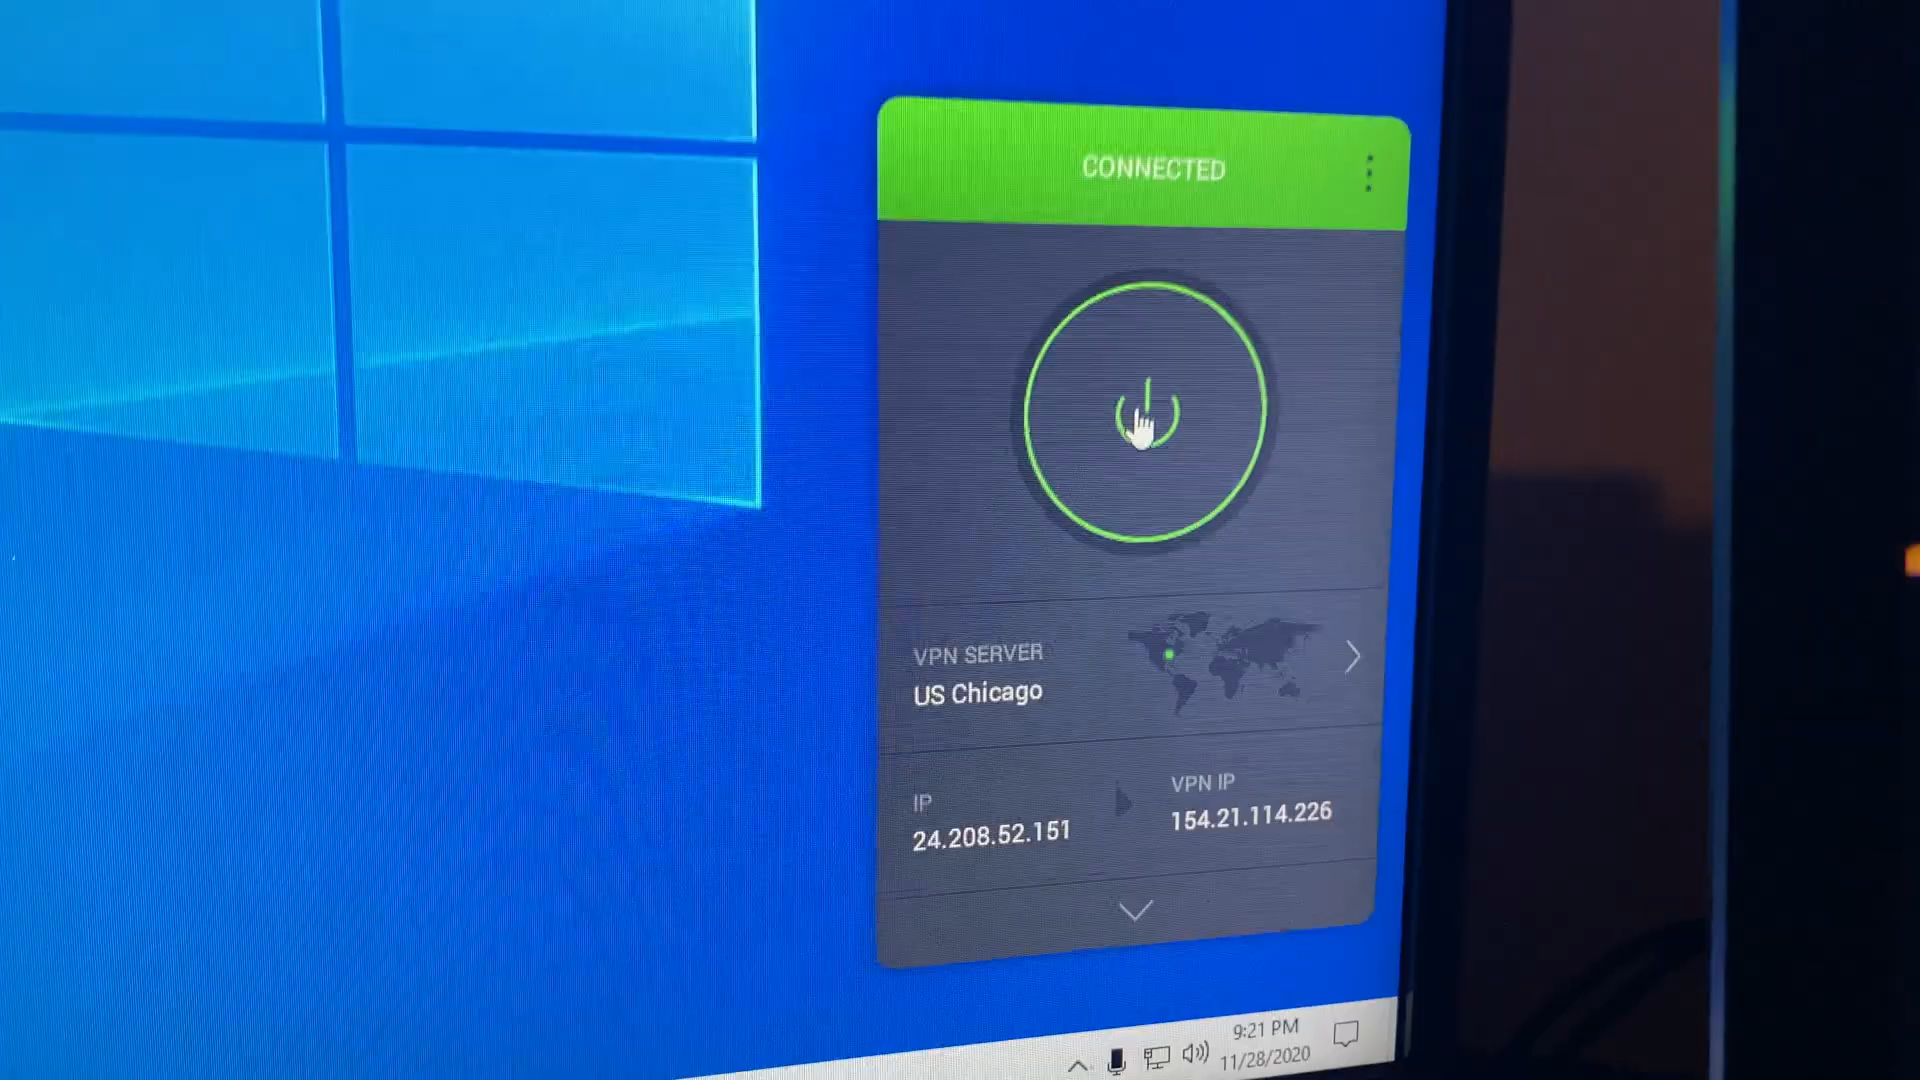 CONNECTED
VPN SERVER
US Chicago
IP
24.208.52.151
VPN IP
154.21.114.226
9:21 PM
11/28/2020